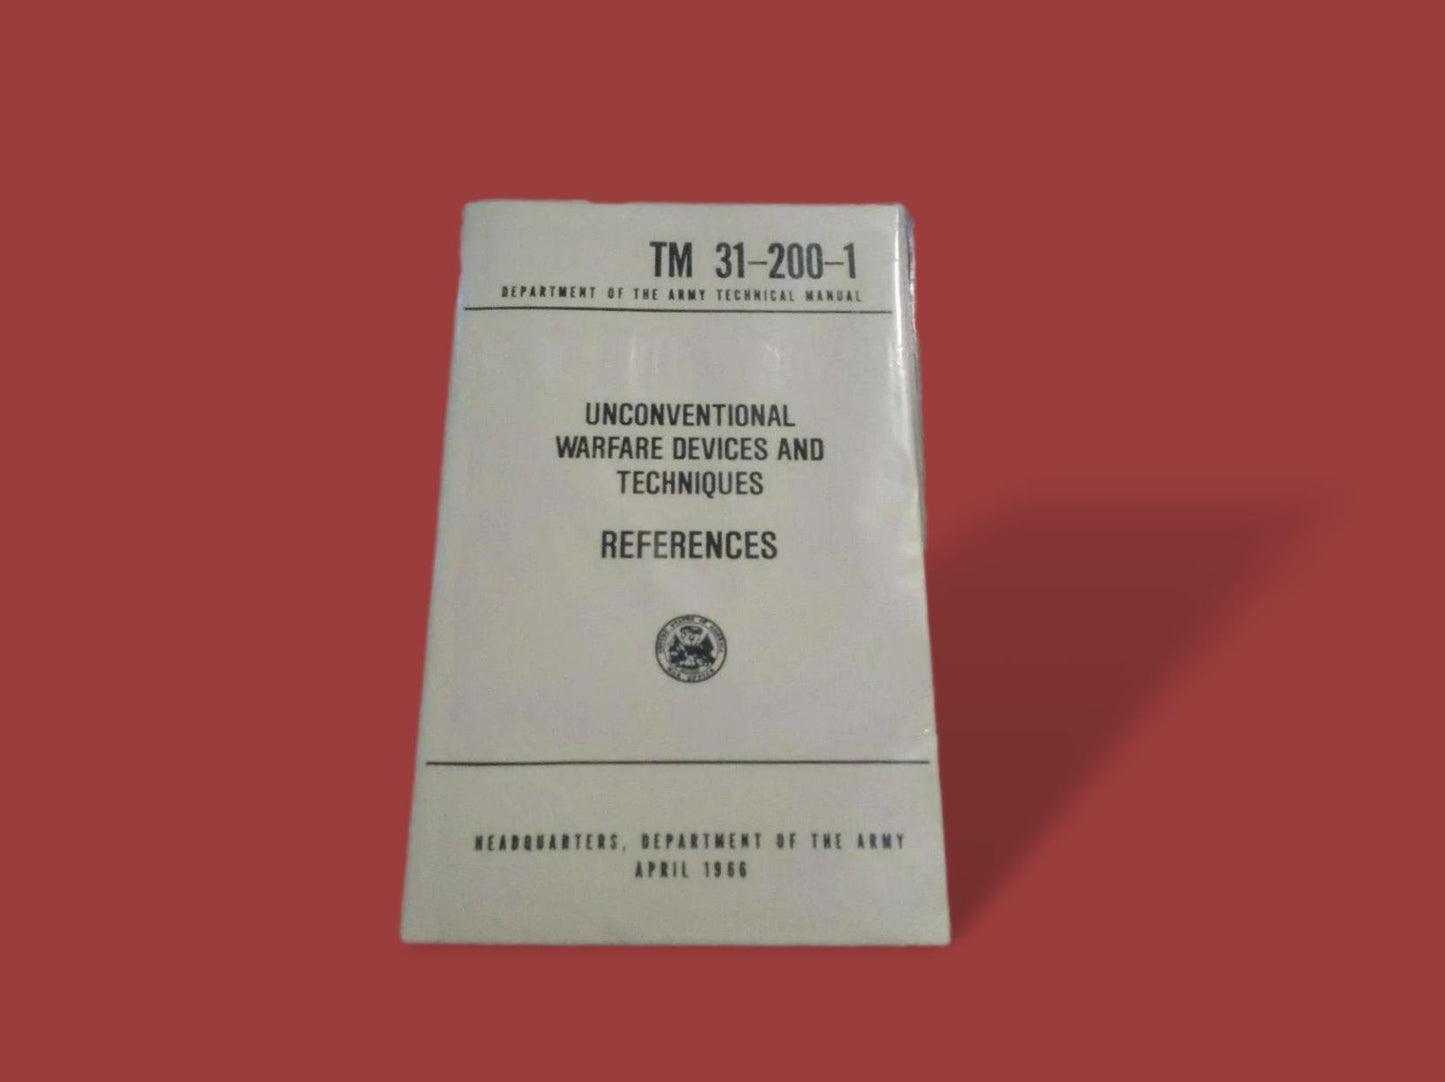 TM 31-200-1
DEPARTMENT OF THE ARMY TECHNICAL MANUAL
UNCONVENTIONAL
WARFARE DEVICES AND
TECHNIQUES
REFERENCES
HEADQUARTERS, DEPARTMENT OF THE ARMY
APRIL 1966